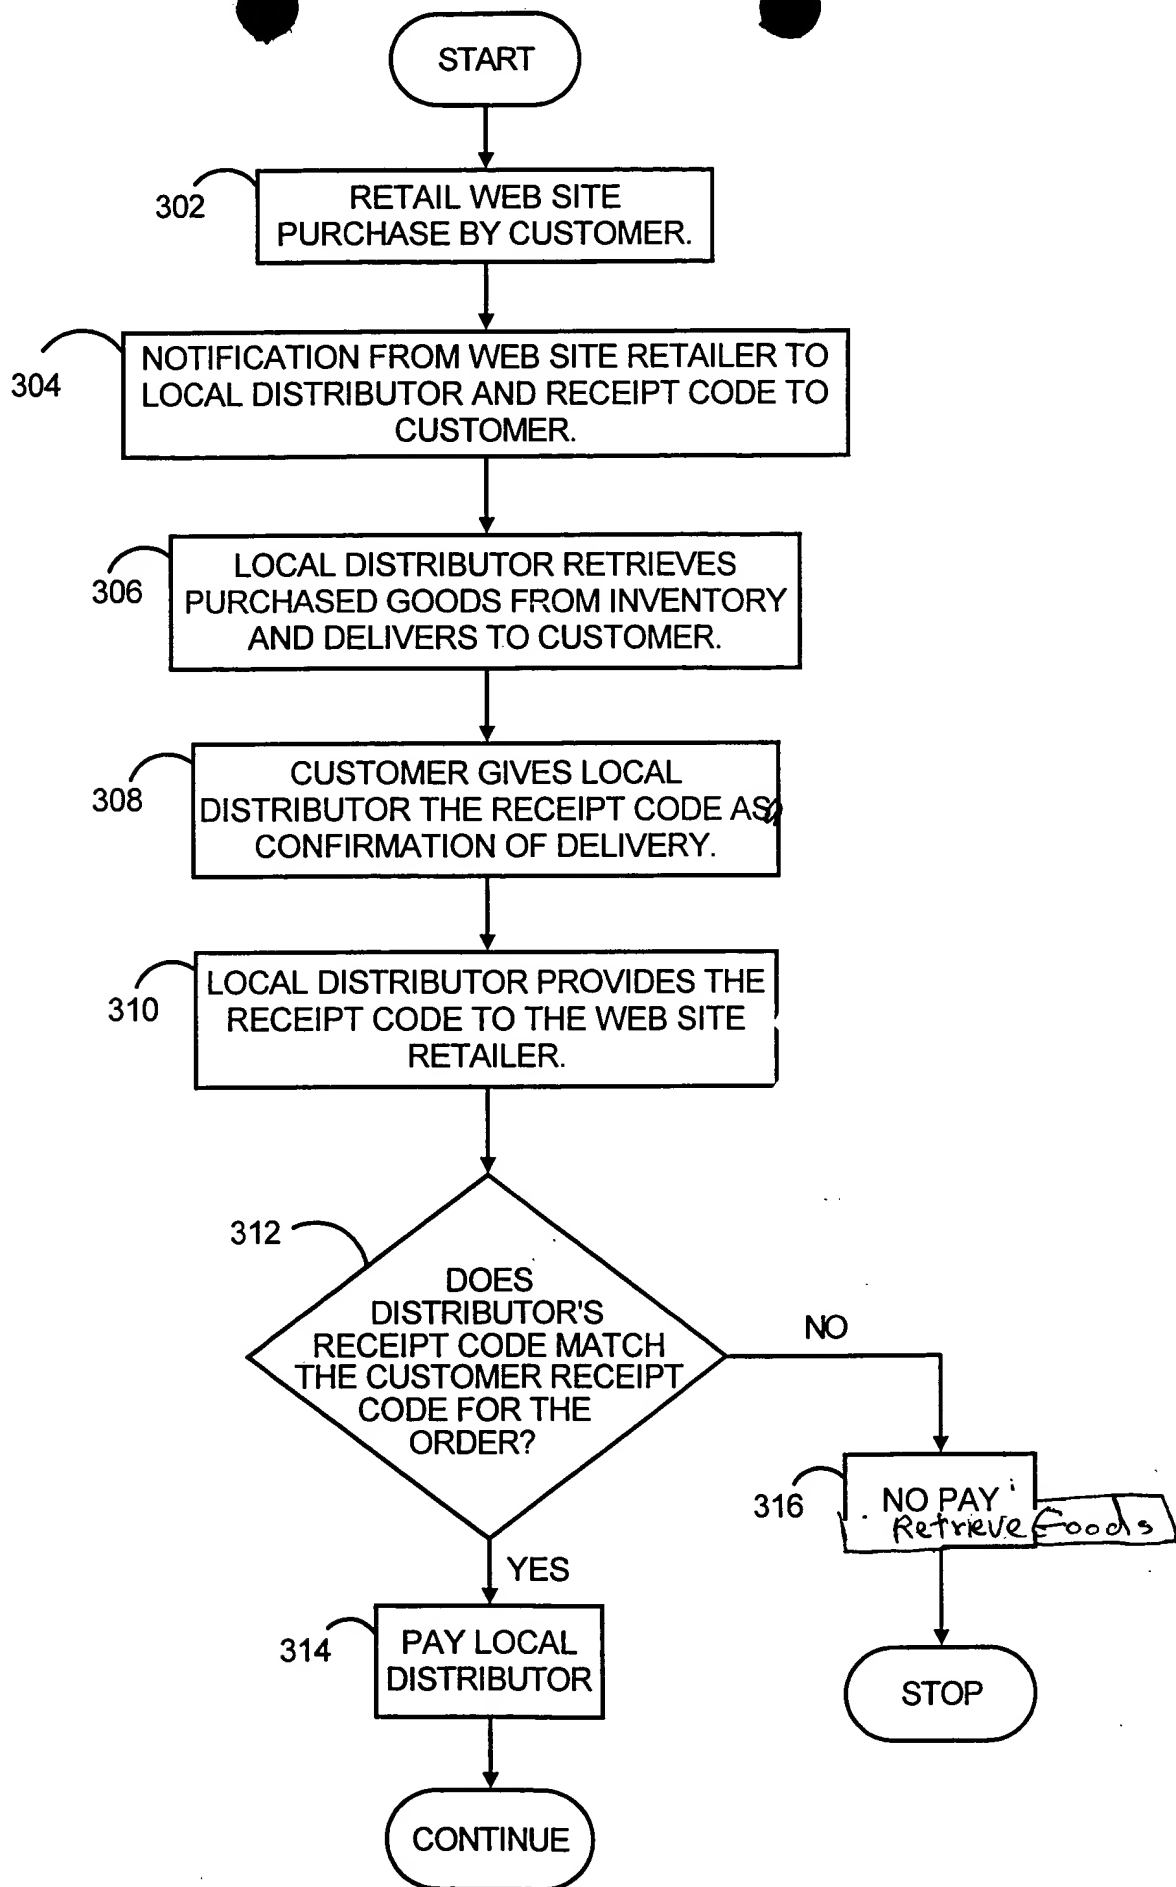 START
302
RETAIL WEB SITE
PURCHASE BY CUSTOMER.
304
NOTIFICATION FROM WEB SITE RETAILER TO
LOCAL DISTRIBUTOR AND RECEIPT CODE TO
CUSTOMER.
306
LOCAL DISTRIBUTOR RETRIEVES
PURCHASED GOODS FROM INVENTORY
AND DELIVERS TO CUSTOMER.
308
CUSTOMER GIVES LOCAL
DISTRIBUTOR THE RECEIPT CODE AS
CONFIRMATION OF DELIVERY.
310
LOCAL DISTRIBUTOR PROVIDES THE
RECEIPT CODE TO THE WEB SITE
RETAILER.
312
DOES
DISTRIBUTOR'S
RECEIPT CODE MATCH
THE CUSTOMER RECEIPT
CODE FOR THE
ORDER?
NO
316
NO PAY
Retrieve Goods
YES
314
PAY LOCAL
DISTRIBUTOR
STOP
CONTINUE